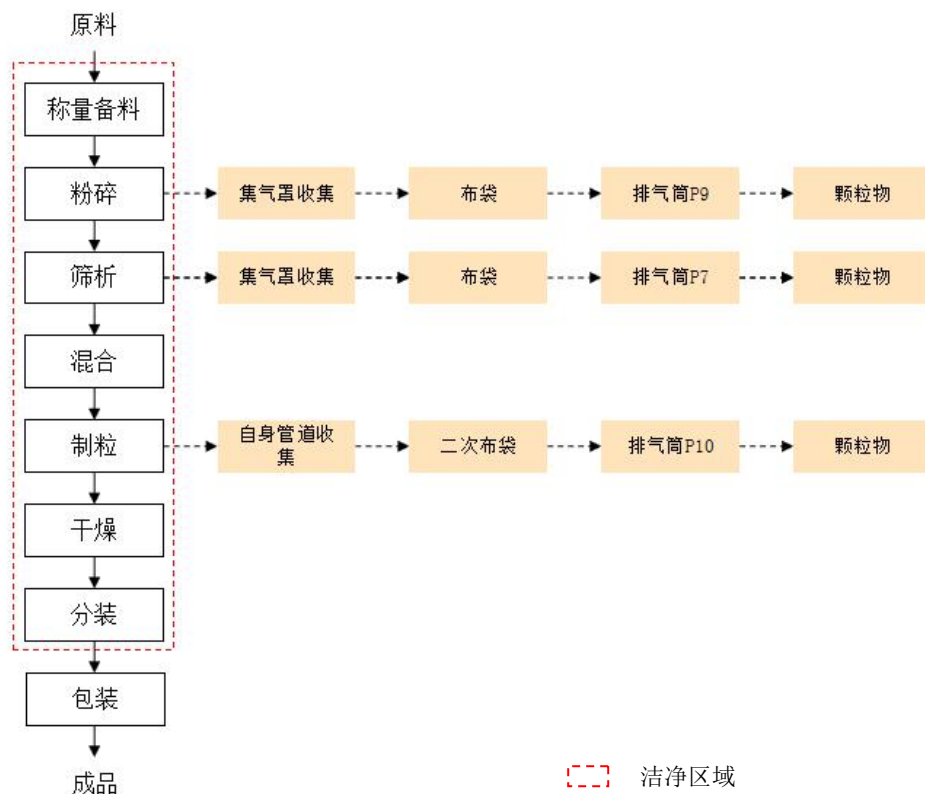 原料
称量备料
粉碎
集气罩收集
布袋
排气筒P9
颗粒物
筛析
集气罩收集
布袋
排气筒P7
颗粒物
混合
制粒
自身管道收
集
二次布袋
排气筒P10
颗粒物
干燥
分装
包装
成品
洁净区域